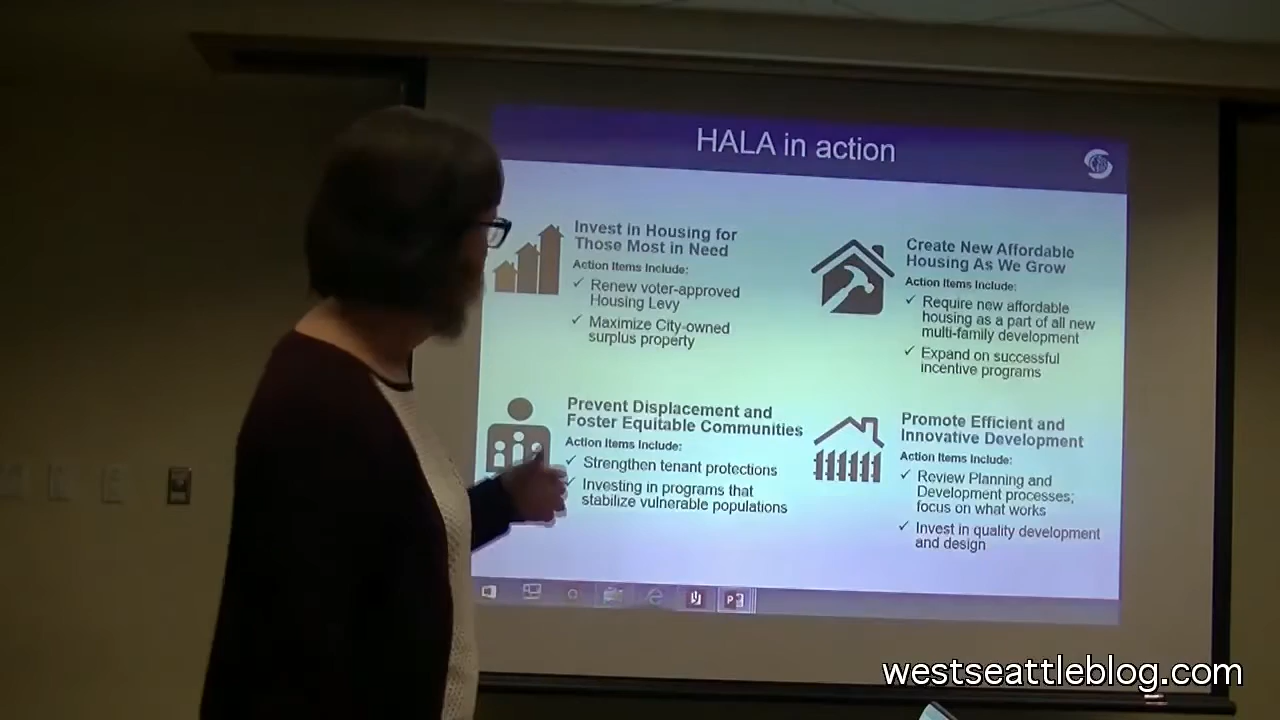 HALA in action
Invest in Housing for
Those Most in Need
Action Items Include:
✓ Renew voter-approved
Housing Levy
✓ Maximize City-owned
surplus property
Create New Affordable
Housing As We Grow
Action Items Include:
✓ Require new affordable
housing as a part of all new
multi-family development
✓ Expand on successful
incentive programs
Prevent Displacement and
Foster Equitable Communities
Action Items Include:
✓ Strengthen tenant protections
✓ Investing in programs that
stabilize vulnerable populations
Promote Efficient and
Innovative Development
Action Items Include:
✓ Review Planning and
Development processes;
focus on what works
✓ Invest in quality development
and design
westseattleblog.com